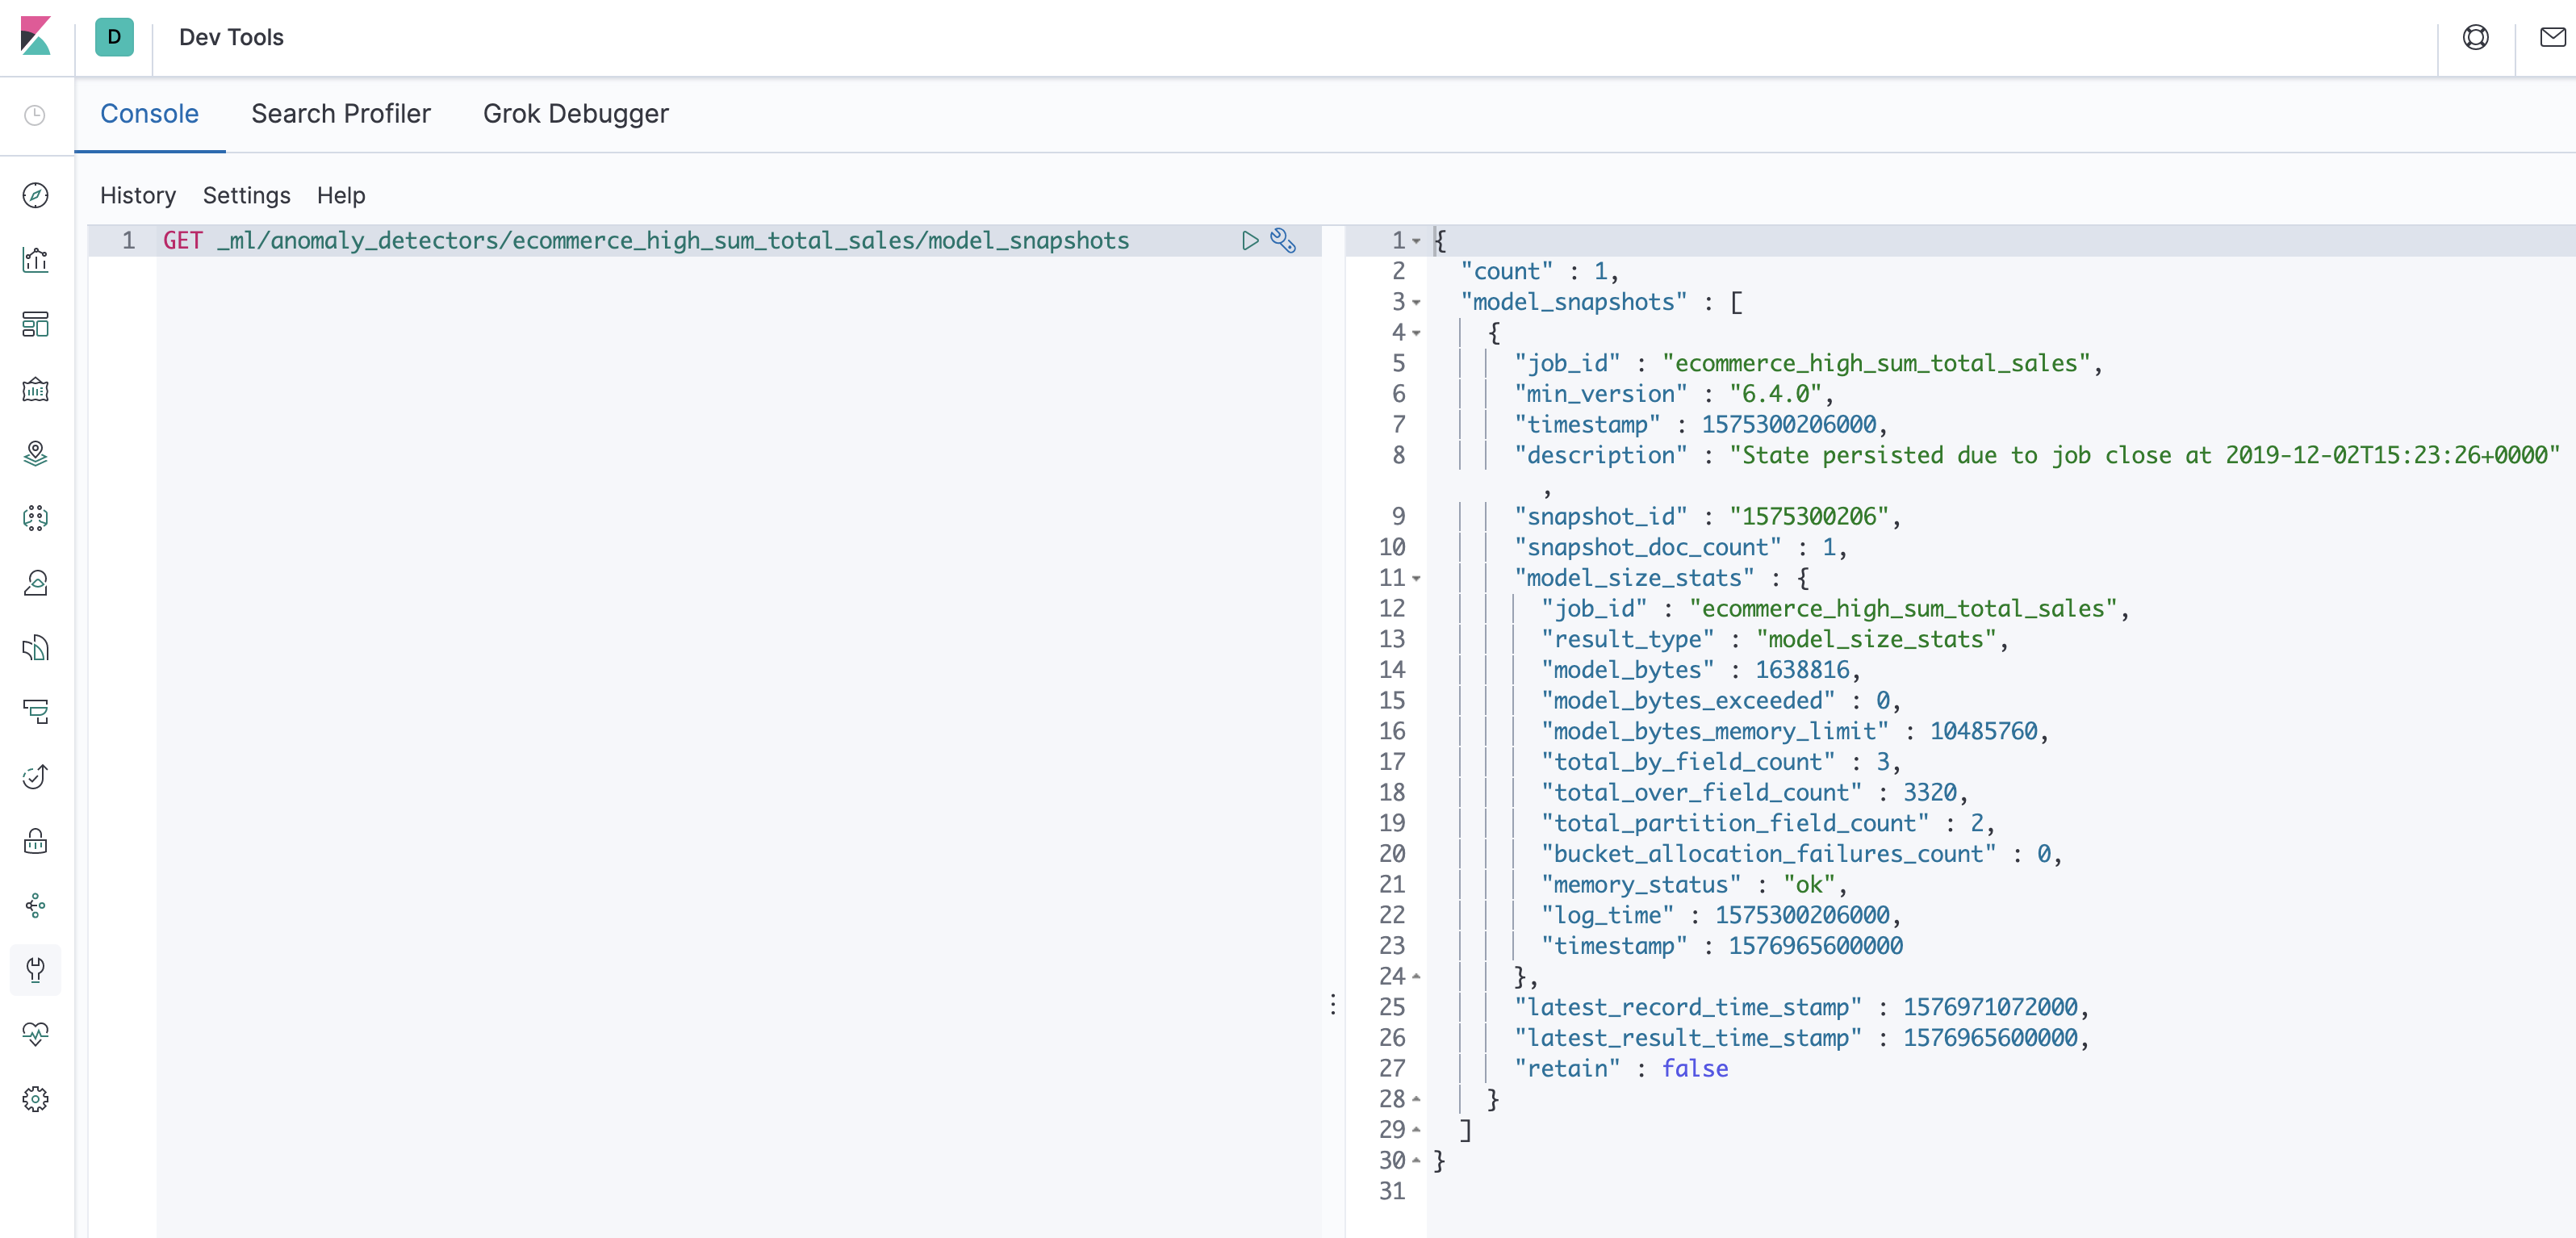 D Dev Tools
Console Search Profiler Grok Debugger
History Settings Help
1 GET _ml/anomaly_detectors/ecommerce_high_sum_total_sales/model_snapshots
1 {
2 "count" : 1,
3 "model_snapshots" : [
4 {
5 "job_id" : "ecommerce_high_sum_total_sales",
6 "min_version" : "6.4.0",
7 "timestamp" : 1575300206000,
8 "description" : "State persisted due to job close at 2019-12-02T15:23:26+0000"
,
9 "snapshot_id" : "1575300206",
10 "snapshot_doc_count" : 1,
11 "model_size_stats" : {
12 "job_id" : "ecommerce_high_sum_total_sales",
13 "result_type" : "model_size_stats",
14 "model_bytes" : 1638816,
15 "model_bytes_exceeded" : 0,
16 "model_bytes_memory_limit" : 10485760,
17 "total_by_field_count" : 3,
18 "total_over_field_count" : 3320,
19 "total_partition_field_count" : 2,
20 "bucket_allocation_failures_count" : 0,
21 "memory_status" : "ok",
22 "log_time" : 1575300206000,
23 "timestamp" : 1576965600000
24 },
25 "latest_record_time_stamp" : 1576971072000,
26 "latest_result_time_stamp" : 1576965600000,
27 "retain" : false
28 }
29 ]
30 }
31